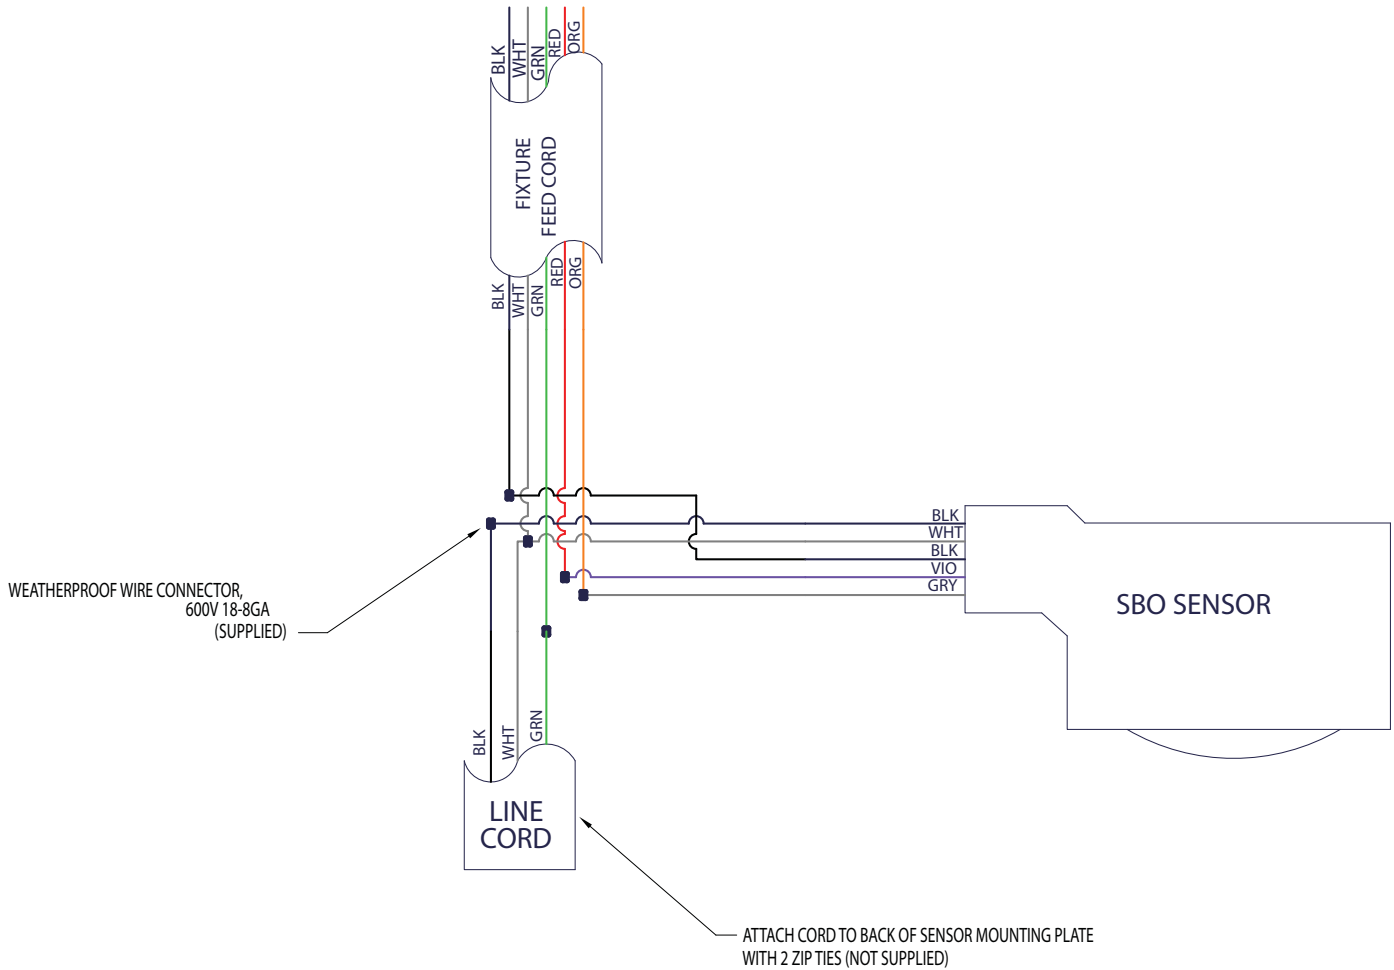 BLK
WHT
GRN
RED
ORG
FIXTURE
FEED CORD
BLK
WHT
GRN
RED
ORG
BLK
WHT
BLK
VIO
GRY
SBO SENSOR
WEATHERPROOF WIRE CONNECTOR,
600V 18-8GA
(SUPPLIED)
BLK
WHT
GRN
LINE
CORD
ATTACH CORD TO BACK OF SENSOR MOUNTING PLATE
WITH 2 ZIP TIES (NOT SUPPLIED)